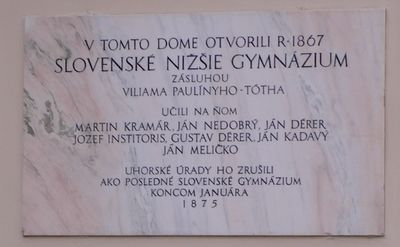 V TOMTO DOME OTVORILI R·1867
SLOVENSKÉ NIŽŠIE GYMNÁZIUM
ZÁSLUHOU
VILIAMA PAULÍNYHO-TÓTHA
UČILI NA ŇOM
MARTIN KRAMÁR, JÁN NEDOBRÝ, JÁN DÉRER
JOZEF INSTITORIS, GUSTAV DÉRER, JÁN KADAVÝ
JÁN MELIČKO
UHORSKÉ ÚRADY HO ZRUŠILI
AKO POSLEDNÉ SLOVENSKÉ GYMNÁZIUM
KONCOM JANUÁRA
1875